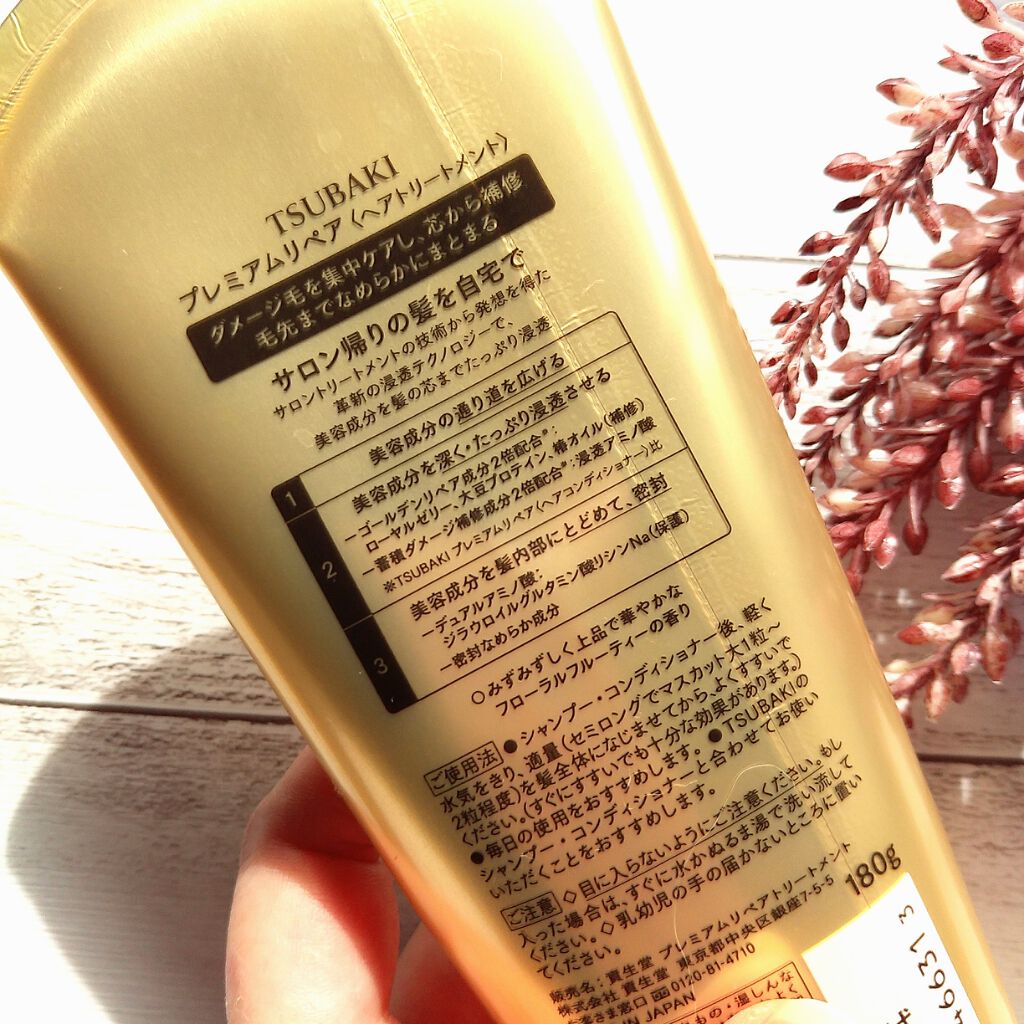 TSUBAKI
プレミアムリペア〈ヘアトリートメント〉
ダメージ毛を集中ケアし、芯から補修
毛先までなめらかにまとまる
サロン帰りの髪を自宅で
サロントリートメントの技術から発想を得た
革新の浸透テクノロジーで、
美容成分を髪の芯までたっぷり浸透
1 美容成分の通り道を広げる
美容成分を深く・たっぷり浸透させる
ーゴールデンリペア成分2倍配合※:
ローヤルゼリー、大豆プロテイン、椿オイル(補修)
2 ー蓄積ダメージ補修成分2倍配合※:浸透アミノ酸
※TSUBAKI プレミアムリペア〈ヘアコンディショナー〉比
美容成分を髪内部にとどめて、密封
ーデュアルアミノ酸:
ジラウロイルグルタミン酸リシンNa(保護)
3 ー密封なめらか成分
○みずみずしく上品で華やかな
フローラルフルーティーの香り
ご使用法 ●シャンプー・コンディショナー後、軽く
水気をきり、適量(セミロングでマスカット大1粒～
2粒程度)を髪全体になじませてから、よくすすいで
ください。(すぐにすすいでも十分な効果があります。)
●毎日の使用をおすすめします。●TSUBAKIの
シャンプー・コンディショナーと合わせてお使い
いただくことをおすすめします。
ご注意 ◇目に入らないようにご注意ください。もし
入った場合は、すぐに水かぬるま湯で洗い流して
ください。◇乳幼児の手の届かないところに置い
てください。
販売名:資生堂 プレミアムリペアトリートメント
株式会社 資生堂 東京都中央区銀座7-5-5 180g
お客さま窓口 0120-81-4710
IN JAPAN
6631 3